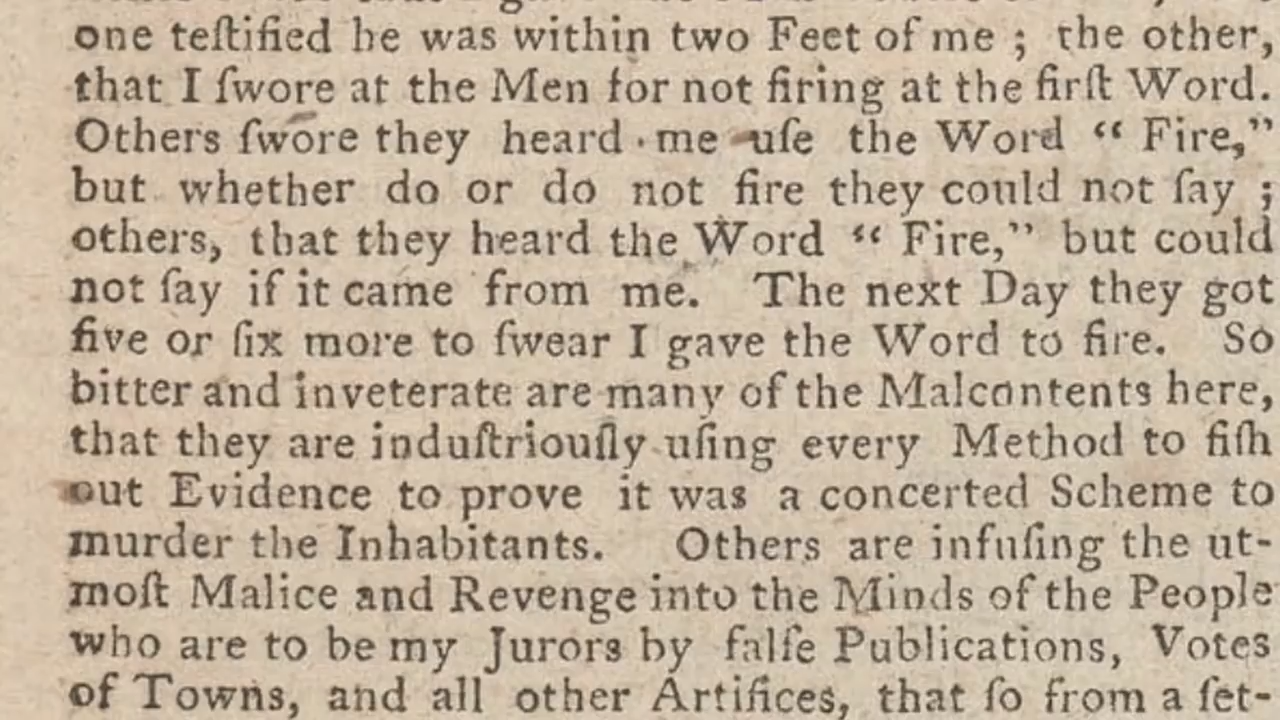 one teſtified he was within two Feet of me ; the other,
that I ſwore at the Men for not firing at the firſt Word.
Others ſwore they heard me uſe the Word “ Fire,”
but whether do or do not fire they could not ſay ;
others, that they heard the Word “ Fire,” but could
not ſay if it came from me. The next Day they got
five or ſix more to ſwear I gave the Word to fire. So
bitter and inveterate are many of the Malcontents here,
that they are induſtriouſly uſing every Method to fiſh
out Evidence to prove it was a concerted Scheme to
murder the Inhabitants. Others are infuſing the ut-
moſt Malice and Revenge into the Minds of the People
who are to be my Jurors by falſe Publications, Votes
of Towns, and all other Artifices, that ſo from a ſet-